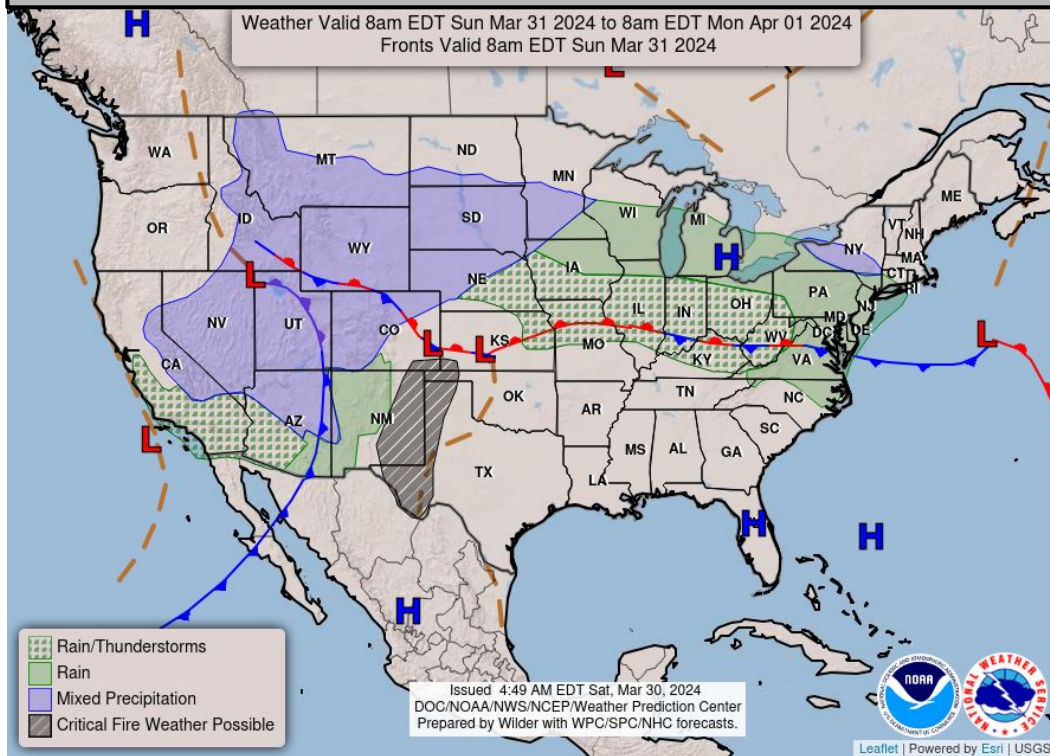 Weather Valid 8am EDT Sun Mar 31 2024 to 8am EDT Mon Apr 01 2024
Fronts Valid 8am EDT Sun Mar 31 2024
H
L
WA
MT
ND
MN
OR
ID
WY
SD
WI
MI
H
ME
VT
NH
NY
MA
CT
RI
L
NV
UT
CO
NE
IA
IL
IN
OH
PA
NJ
MD
DE
DC
WV
VA
CA
L
L
KS
MO
KY
L
AZ
NM
OK
AR
TN
NC
SC
L
TX
LA
MS
AL
GA
H
H
H
Rain/Thunderstorms
Rain
Mixed Precipitation
Critical Fire Weather Possible
Issued 4:49 AM EDT Sat, Mar 30, 2024
DOC/NOAA/NWS/NCEP/Weather Prediction Center
Prepared by Wilder with WPC/SPC/NHC forecasts.
NOAA
NATIONAL WEATHER SERVICE
Leaflet | Powered by Esri | USGS